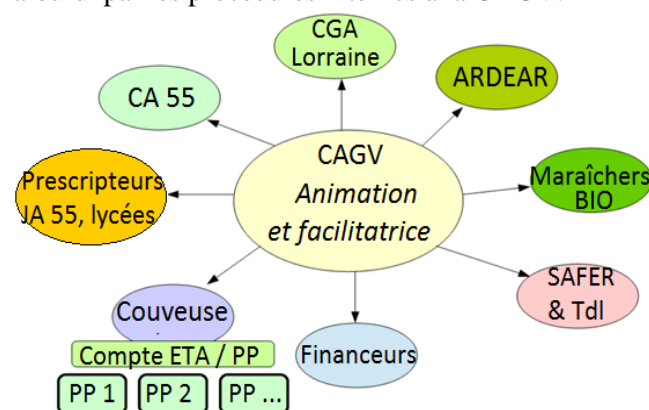 CGA
Lorraine
ARDEAR
CA 55
CAGV
Animation
et facilitatrice
Prescripteurs
JA 55, lycées
Maraîchers
BIO
SAFER
& TdI
Couveuse
Financeurs
Compte ETA / PP
PP 1
PP 2
PP ...